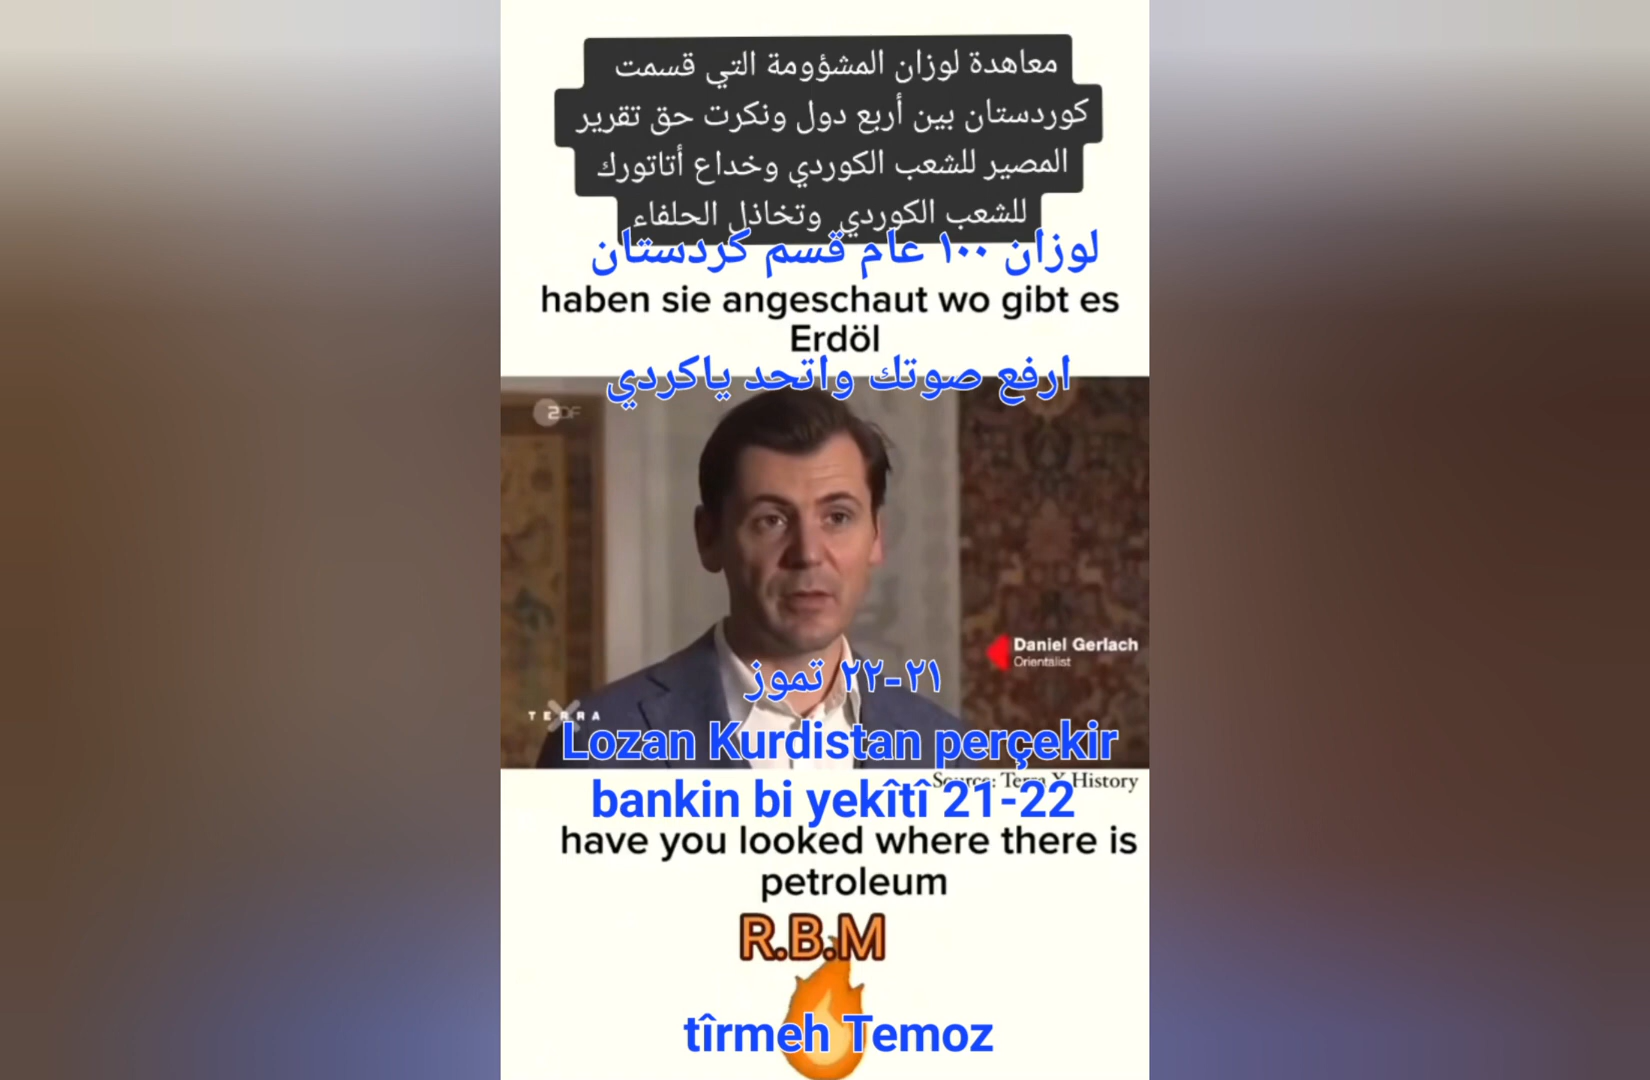 معاهدة لوزان المشؤومة التي قسمت
كوردستان بين أربع دول ونكرت حق تقرير
المصير للشعب الكوردي وخداع أتاتورك
للشعب الكوردي وتخاذل الحلفاء
لوزان ١٠٠ عام قسم كردستان
haben sie angeschaut wo gibt es
Erdöl
ارفع صوتك واتحد ياكردي
ZDF
Daniel Gerlach
Orientalist
٢١-٢٢ تموز
TERRA X
Lozan Kurdistan perçekir
Source: Terra X History
bankin bi yekîtî 21-22
have you looked where there is
petroleum
R.B.M
tîrmeh Temoz